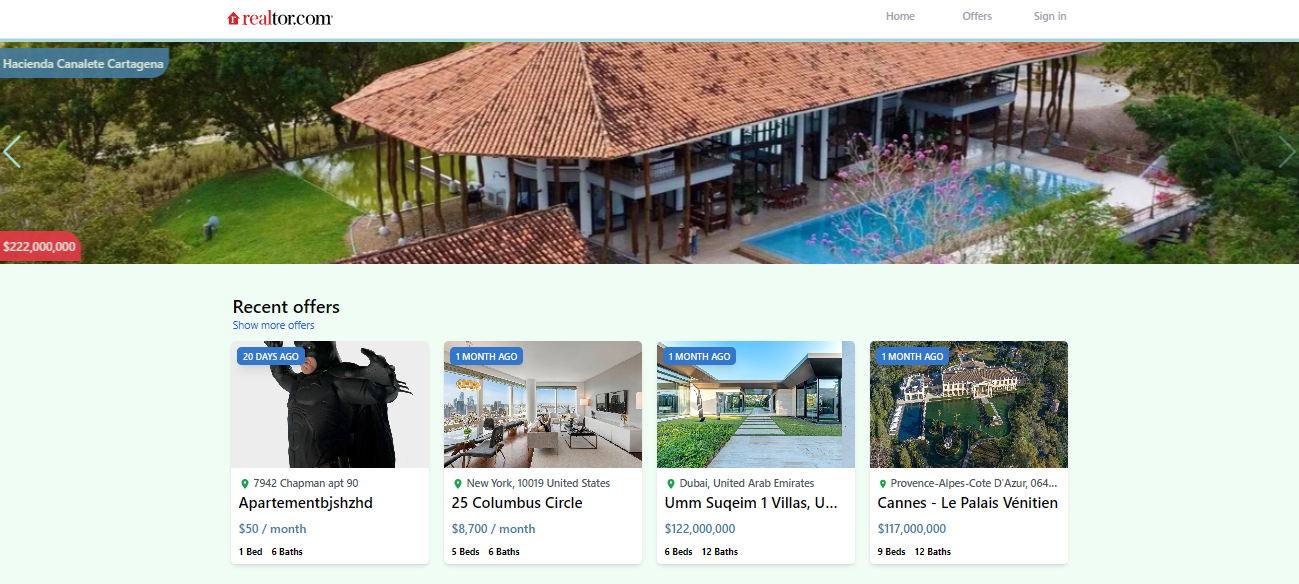 realtor.com
Home
Offers
Sign in
Hacienda Canalete Cartagena
$222,000,000
Recent offers
Show more offers
20 DAYS AGO
7942 Chapman apt 90
Apartementbjshzhd
$50 / month
1 Bed 6 Baths
1 MONTH AGO
New York, 10019 United States
25 Columbus Circle
$8,700 / month
5 Beds 6 Baths
1 MONTH AGO
Dubai, United Arab Emirates
Umm Suqeim 1 Villas, U...
$122,000,000
6 Beds 12 Baths
1 MONTH AGO
Provence-Alpes-Cote D'Azur, 064...
Cannes - Le Palais Vénitien
$117,000,000
9 Beds 12 Baths